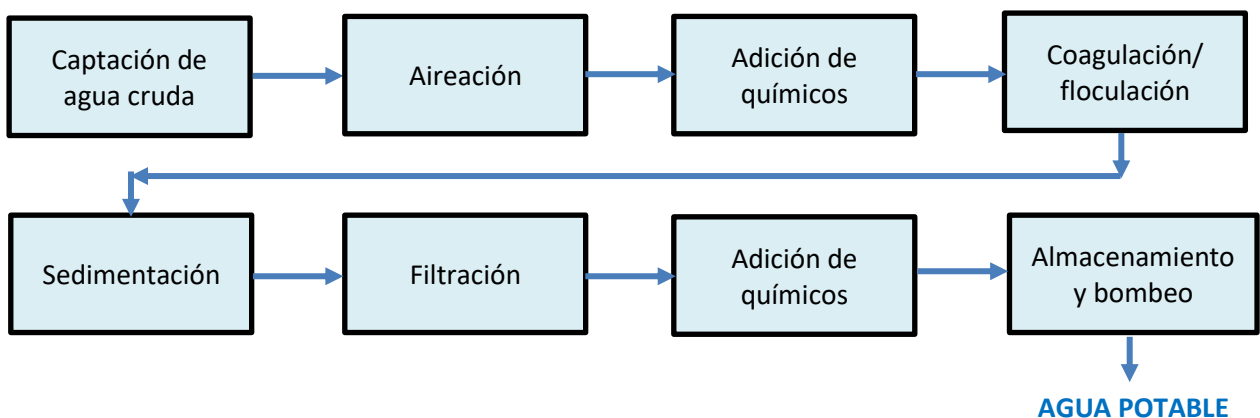 Captación de
agua cruda
Aireación
Adición de
químicos
Coagulación/
floculación
Sedimentación
Filtración
Adición de
químicos
Almacenamiento
y bombeo
AGUA POTABLE